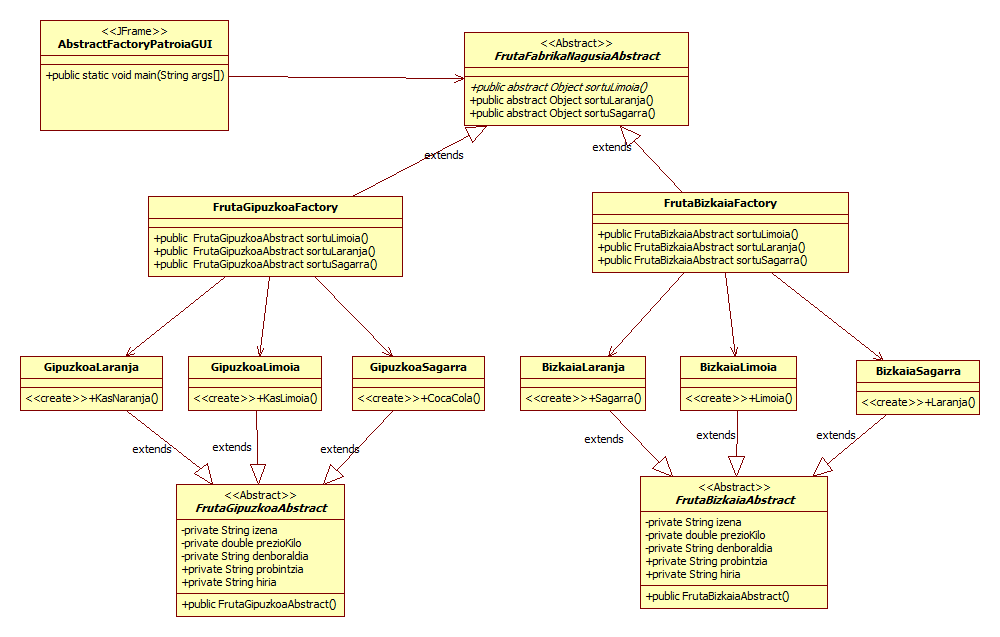 <<JFrame>>
AbstractFactoryPatroiaGUI
+public static void main(String args[])
<<Abstract>>
FrutaFabrikaNagusiaAbstract
+public abstract Object sortuLimoia()
+public abstract Object sortuLaranja()
+public abstract Object sortuSagarra()
extends
extends
FrutaGipuzkoaFactory
+public  FrutaGipuzkoaAbstract sortuLimoia()
+public  FrutaGipuzkoaAbstract sortuLaranja()
+public  FrutaGipuzkoaAbstract sortuSagarra()
FrutaBizkaiaFactory
+public FrutaBizkaiaAbstract sortuLimoia()
+public FrutaBizkaiaAbstract sortuLaranja()
+public FrutaBizkaiaAbstract sortuSagarra()
GipuzkoaLaranja
<<create>>+KasNaranja()
GipuzkoaLimoia
<<create>>+KasLimoia()
GipuzkoaSagarra
<<create>>+CocaCola()
BizkaiaLaranja
<<create>>+Sagarra()
BizkaiaLimoia
<<create>>+Limoia()
BizkaiaSagarra
<<create>>+Laranja()
extends
extends
extends
extends
extends
extends
<<Abstract>>
FrutaGipuzkoaAbstract
-private String izena
-private double prezioKilo
-private String denboraldia
+private String probintzia
+private String hiria
+public FrutaGipuzkoaAbstract()
<<Abstract>>
FrutaBizkaiaAbstract
-private String izena
-private double prezioKilo
-private String denboraldia
+private String probintzia
+private String hiria
+public FrutaBizkaiaAbstract()